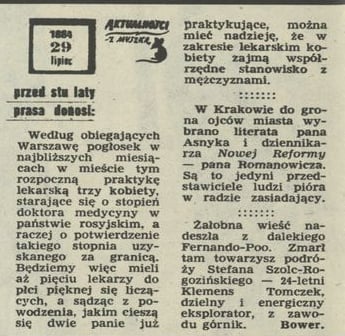 1884
29
lipiec
AKTUALNOŚCI
Z MYSZKĄ
przed stu laty
prasa donosi:
Według obiegających
Warszawę pogłosek w
najbliższych miesią-
cach w mieście tym
rozpoczną praktykę
lekarską trzy kobiety,
starające się o stopień
doktora medycyny w
państwie rosyjskim, a
raczej o potwierdzenie
takiego stopnia uzy-
skanego za granicą.
Będziemy więc mieli
aż pięciu lekarzy do
płci pięknej się liczą-
cych, a sądząc z po-
wodzenia, jakim cieszą
się dwie panie już
praktykujące, można
mieć nadzieję, że w
zakresie lekarskim ko-
biety zajmą współ-
rzędne stanowisko z
mężczyznami.
W Krakowie do gro-
na ojców miasta wy-
brano literata pana
Asnyka i dziennika-
rza Nowej Reformy
— pana Romanowicza.
Są to jedyni przed-
stawiciele ludzi pióra
w radzie zasiadający.
Żałobna wieść na-
deszła z dalekiego
Fernando-Poo. Zmarł
tam towarzysz podró-
ży Stefana Szolc-Ro-
gozińskiego — 24-letni
Klemens Tomczek,
dzielny i energiczny
eksplorator, z zawo-
du górnik. Bower.